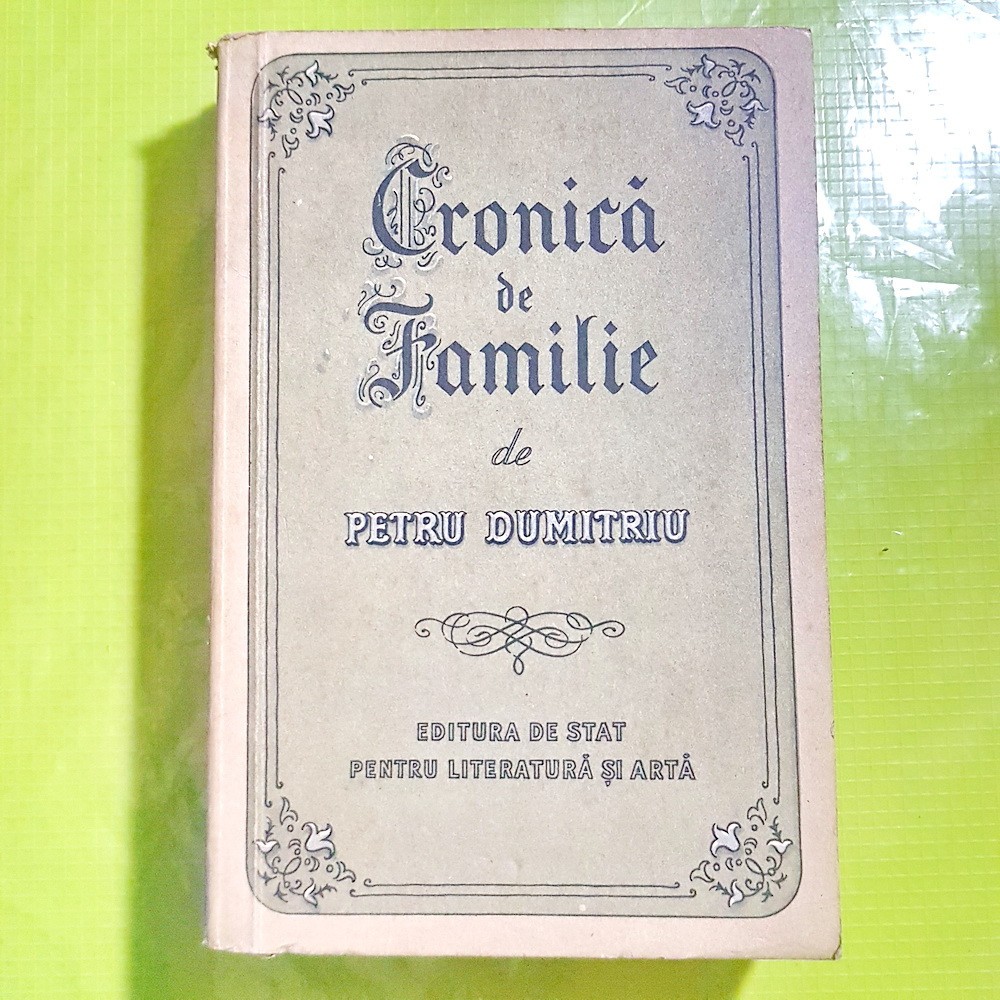 Cronică
de
Familie
de
PETRU DUMITRIU
EDITURA DE STAT
PENTRU LITERATURĂ ȘI ARTĂ